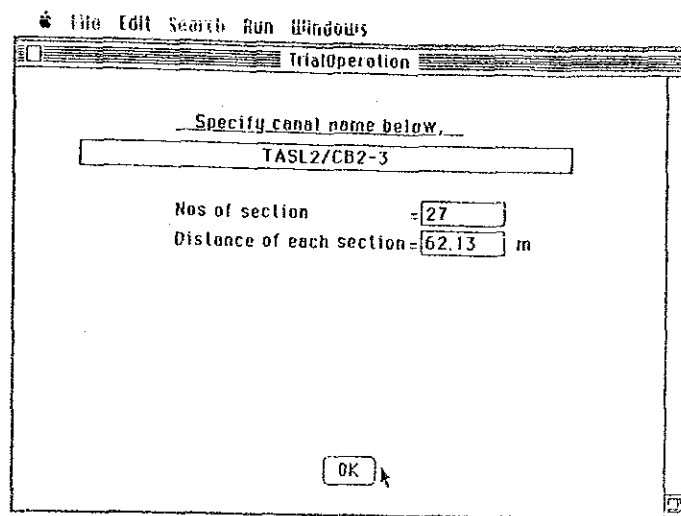 File Edit Search Run Windows
TrialOperation
Specify canal name below,
TASL2/CB2-3
Nos of section =27
Distance of each section=62.13 m
OK